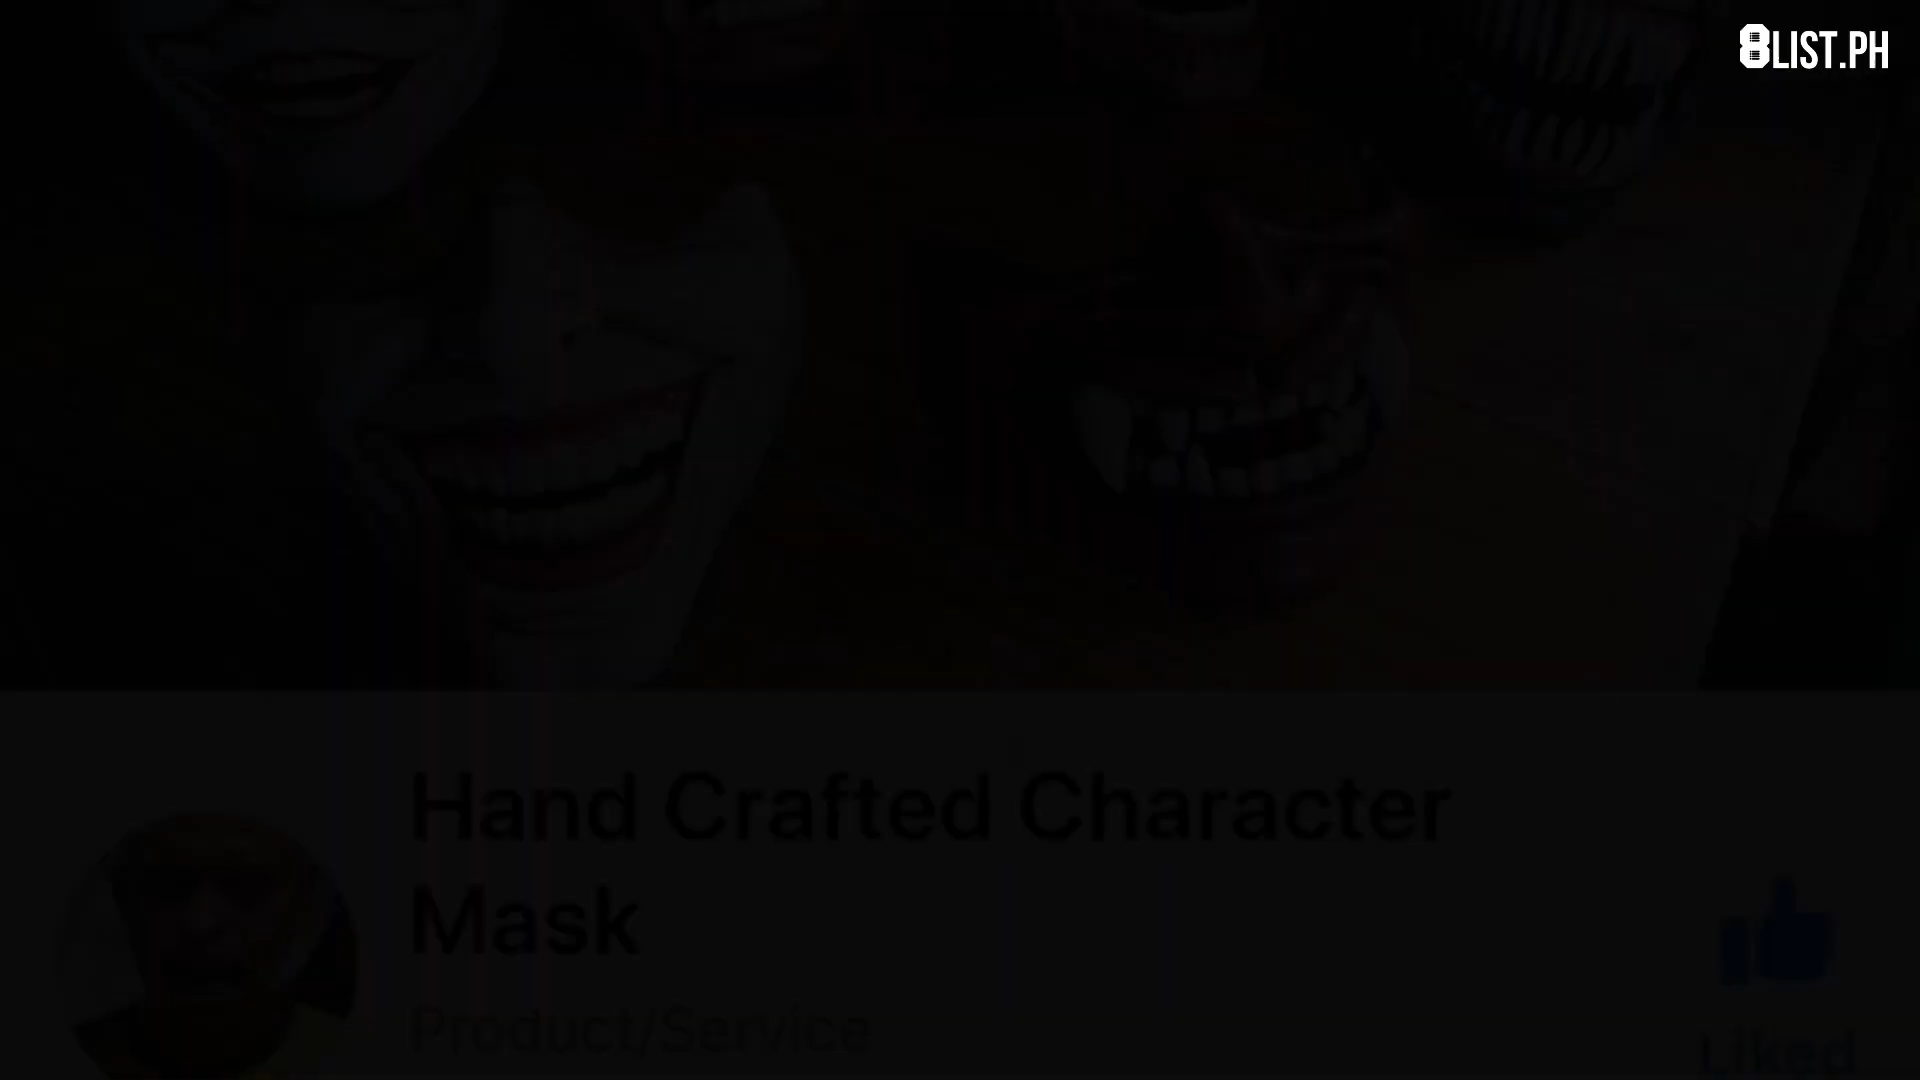 8LIST.PH
Hand Crafted Character
Mask
Product/Service
Liked